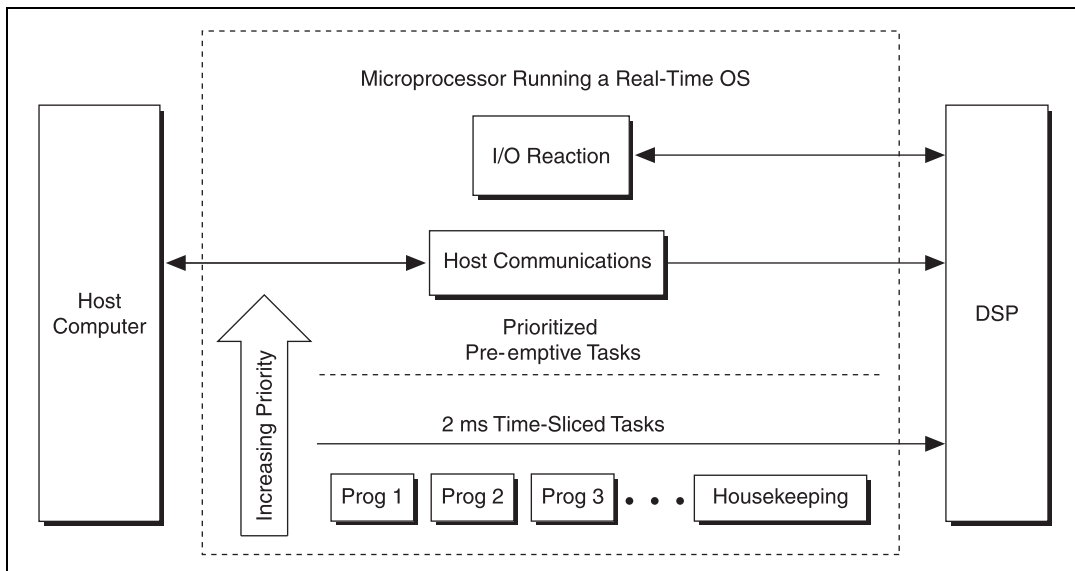 Microprocessor Running a Real-Time OS
I/O Reaction
Host Communications
Host
Computer
DSP
Prioritized
Pre-emptive Tasks
Increasing Priority
2 ms Time-Sliced Tasks
Prog 1
Prog 2
Prog 3
• • •
Housekeeping